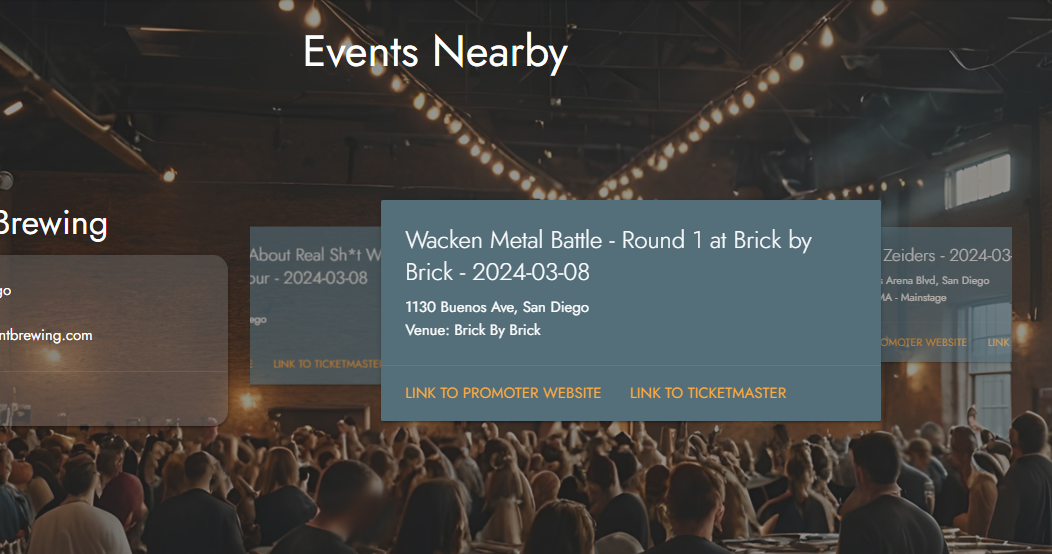 Events Nearby
Brewing
go
ntbrewing.com
About Real Sh*t W
our - 2024-03-08
ego
LINK TO TICKETMASTER
Wacken Metal Battle - Round 1 at Brick by
Brick - 2024-03-08
1130 Buenos Ave, San Diego
Venue: Brick By Brick
LINK TO PROMOTER WEBSITE LINK TO TICKETMASTER
Zeiders - 2024-03-
s Arena Blvd, San Diego
MA - Mainstage
OMOTER WEBSITE LINK